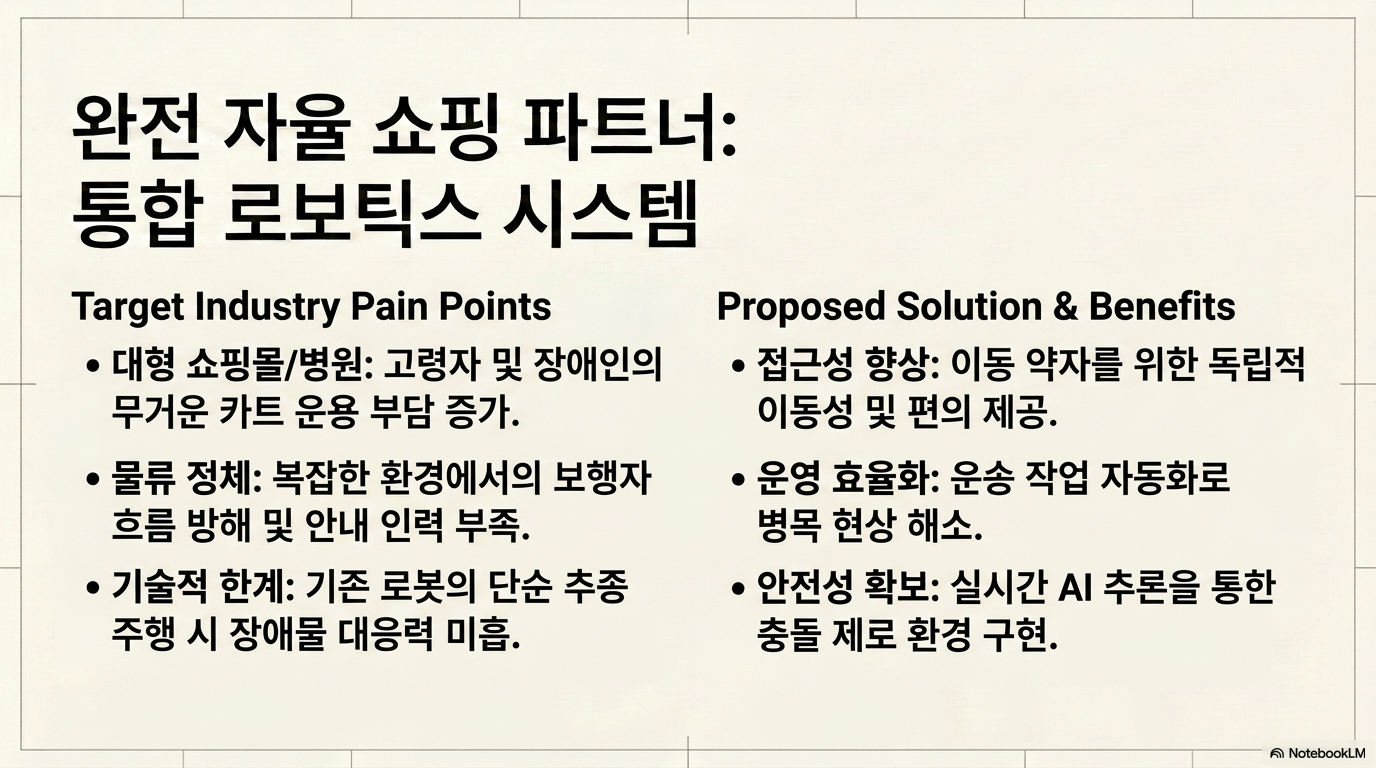 완전 자율 쇼핑 파트너:
통합 로보틱스 시스템
Target Industry Pain Points
• 대형 쇼핑몰/병원: 고령자 및 장애인의
무거운 카트 운용 부담 증가.
• 물류 정체: 복잡한 환경에서의 보행자
흐름 방해 및 안내 인력 부족.
• 기술적 한계: 기존 로봇의 단순 추종
주행 시 장애물 대응력 미흡.
Proposed Solution & Benefits
• 접근성 향상: 이동 약자를 위한 독립적
이동성 및 편의 제공.
• 운영 효율화: 운송 작업 자동화로
병목 현상 해소.
• 안전성 확보: 실시간 AI 추론을 통한
충돌 제로 환경 구현.
NotebookLM